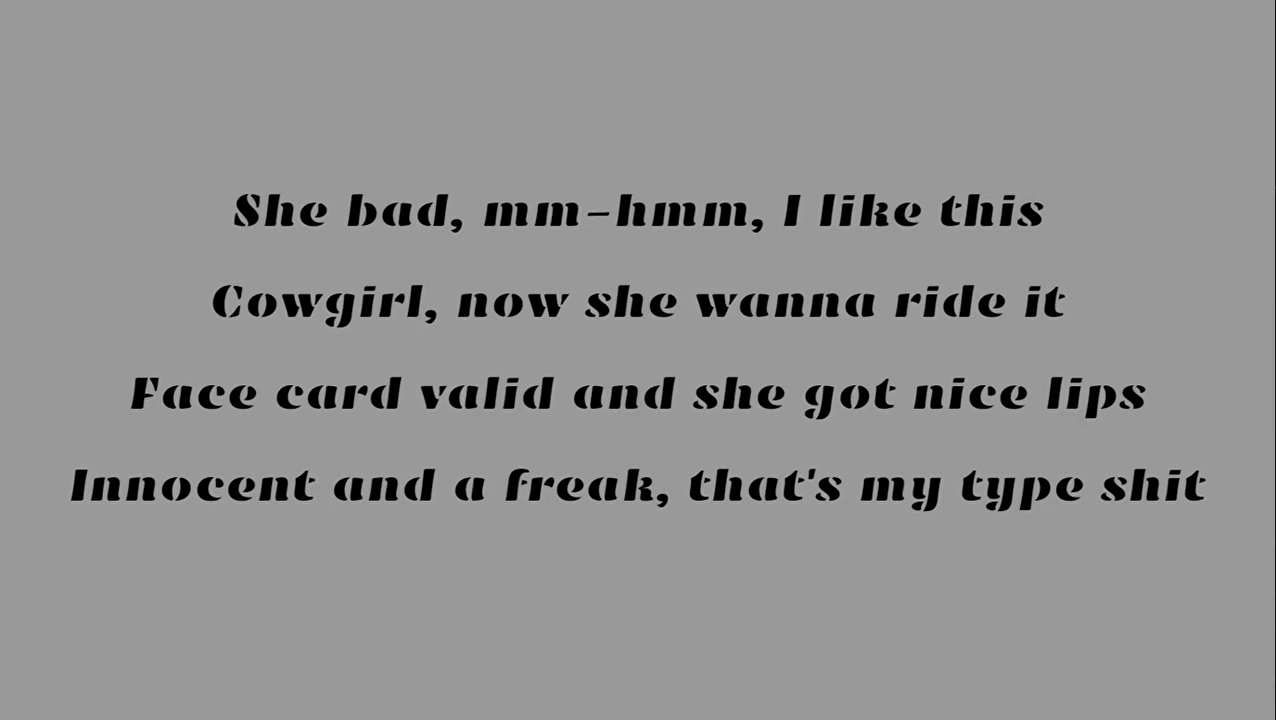 She bad, mm-hmm, I like this
Cowgirl, now she wanna ride it
Face card valid and she got nice lips
Innocent and a freak, that's my type shit